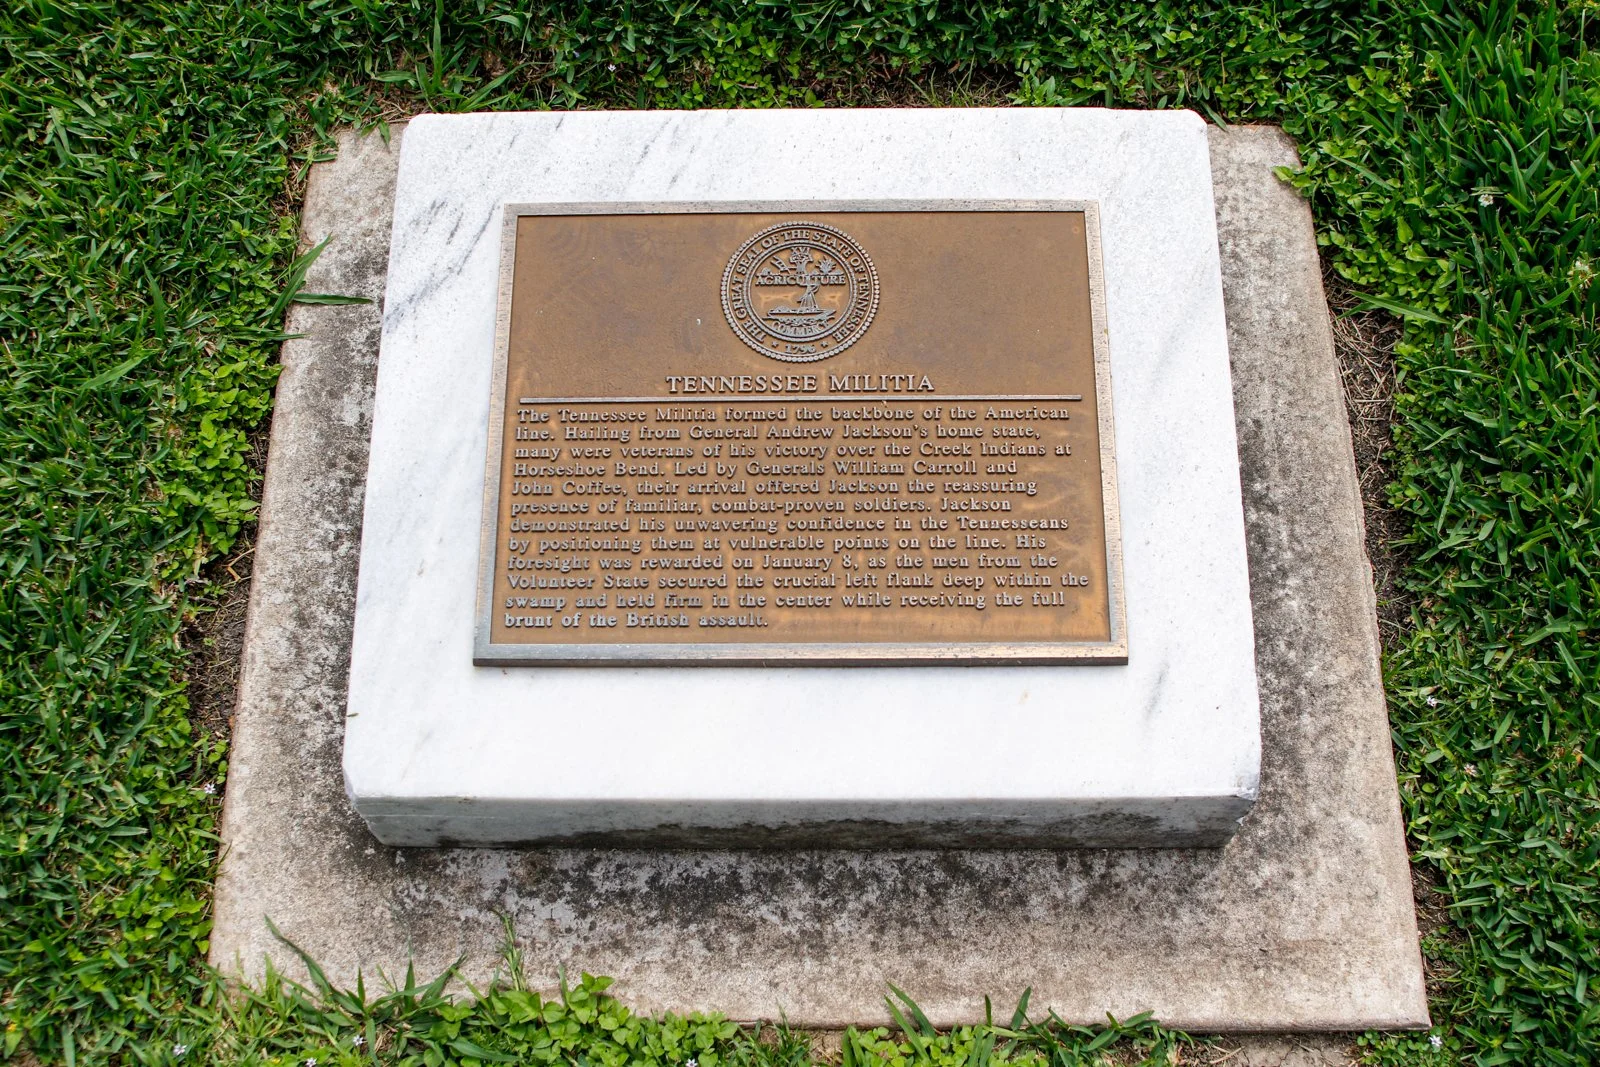 THE GREAT SEAL OF THE STATE OF TENNESSEE
AGRICULTURE
COMMERCE
1796
TENNESSEE MILITIA
The Tennessee Militia formed the backbone of the American
line. Hailing from General Andrew Jackson's home state,
many were veterans of his victory over the Creek Indians at
Horseshoe Bend. Led by Generals William Carroll and
John Coffee, their arrival offered Jackson the reassuring
presence of familiar, combat-proven soldiers. Jackson
demonstrated his unwavering confidence in the Tennesseans
by positioning them at vulnerable points on the line. His
foresight was rewarded on January 8, as the men from the
Volunteer State secured the crucial left flank deep within the
swamp and held firm in the center while receiving the full
brunt of the British assault.